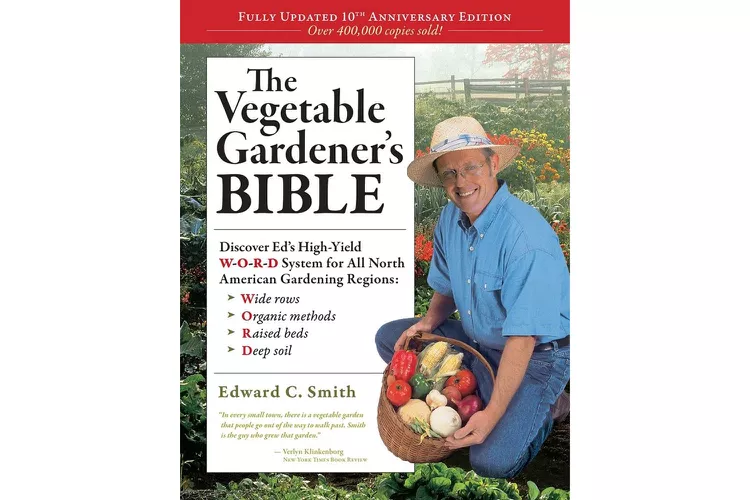 FULLY UPDATED 10TH ANNIVERSARY EDITION
Over 400,000 copies sold!
The
Vegetable
Gardener's
BIBLE
Discover Ed's High-Yield
W-O-R-D System for All North
American Gardening Regions:
➤ Wide rows
➤ Organic methods
➤ Raised beds
➤ Deep soil
Edward C. Smith
"In every small town, there is a vegetable garden
that people go out of the way to walk past. Smith
is the guy who grew that garden."
— Verlyn Klinkenborg
NEW YORK TIMES BOOK REVIEW